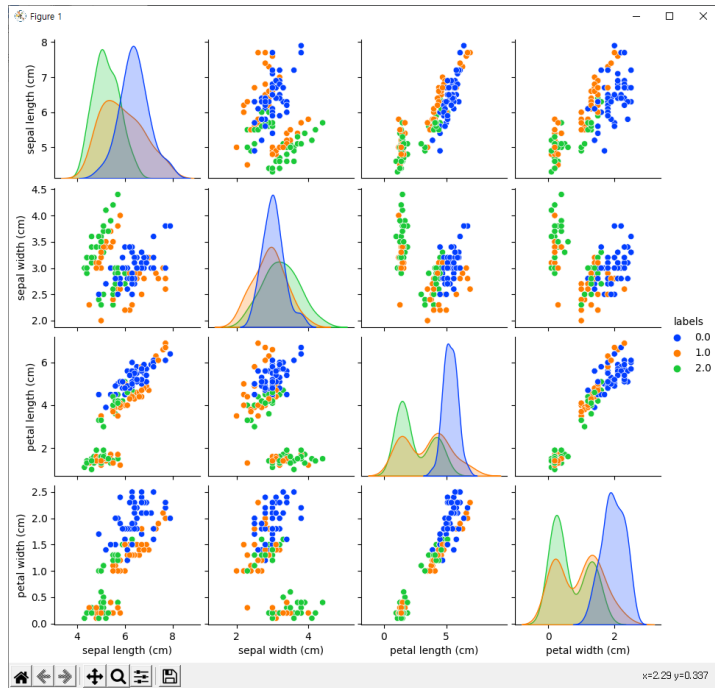 Figure 1
8
7
6
5
sepal length (cm)
4.5
4.0
3.5
3.0
2.5
2.0
sepal width (cm)
labels
0.0
1.0
2.0
6
4
2
petal length (cm)
2.5
2.0
1.5
1.0
0.5
0.0
petal width (cm)
4 6 8
sepal length (cm)
2 4
sepal width (cm)
0 5
petal length (cm)
0 2
petal width (cm)
x=2.29 y=0.337